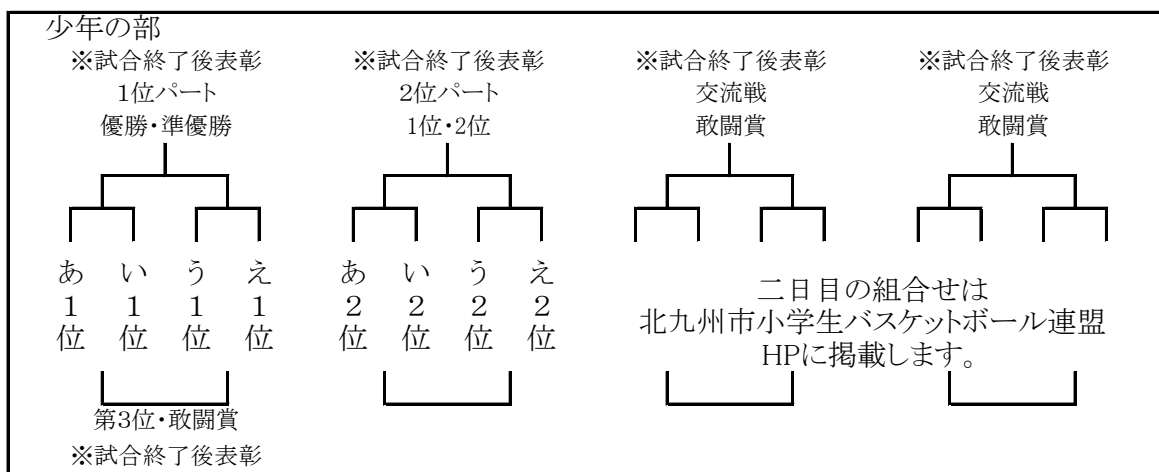 少年の部
※試合終了後表彰
1位パート
優勝・準優勝
あ1位
い1位
う1位
え1位
第3位・敢闘賞
※試合終了後表彰
※試合終了後表彰
2位パート
1位・2位
あ2位
い2位
う2位
え2位
※試合終了後表彰
交流戦
敢闘賞
※試合終了後表彰
交流戦
敢闘賞
二日目の組合せは
北九州市小学生バスケットボール連盟
HPに掲載します。